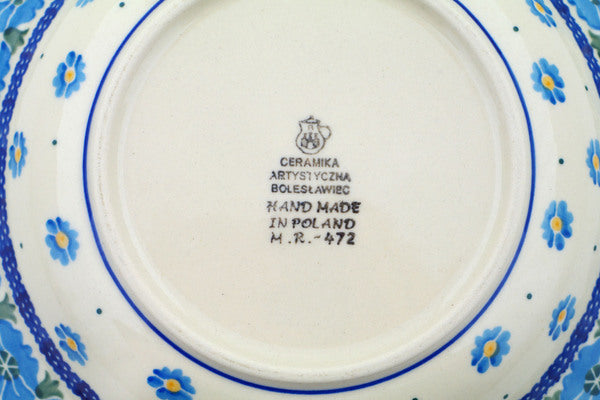 CERAMIKA
ARTYSTYCZNA
BOLESŁAWIEC
HAND MADE
IN POLAND
M.R.-472